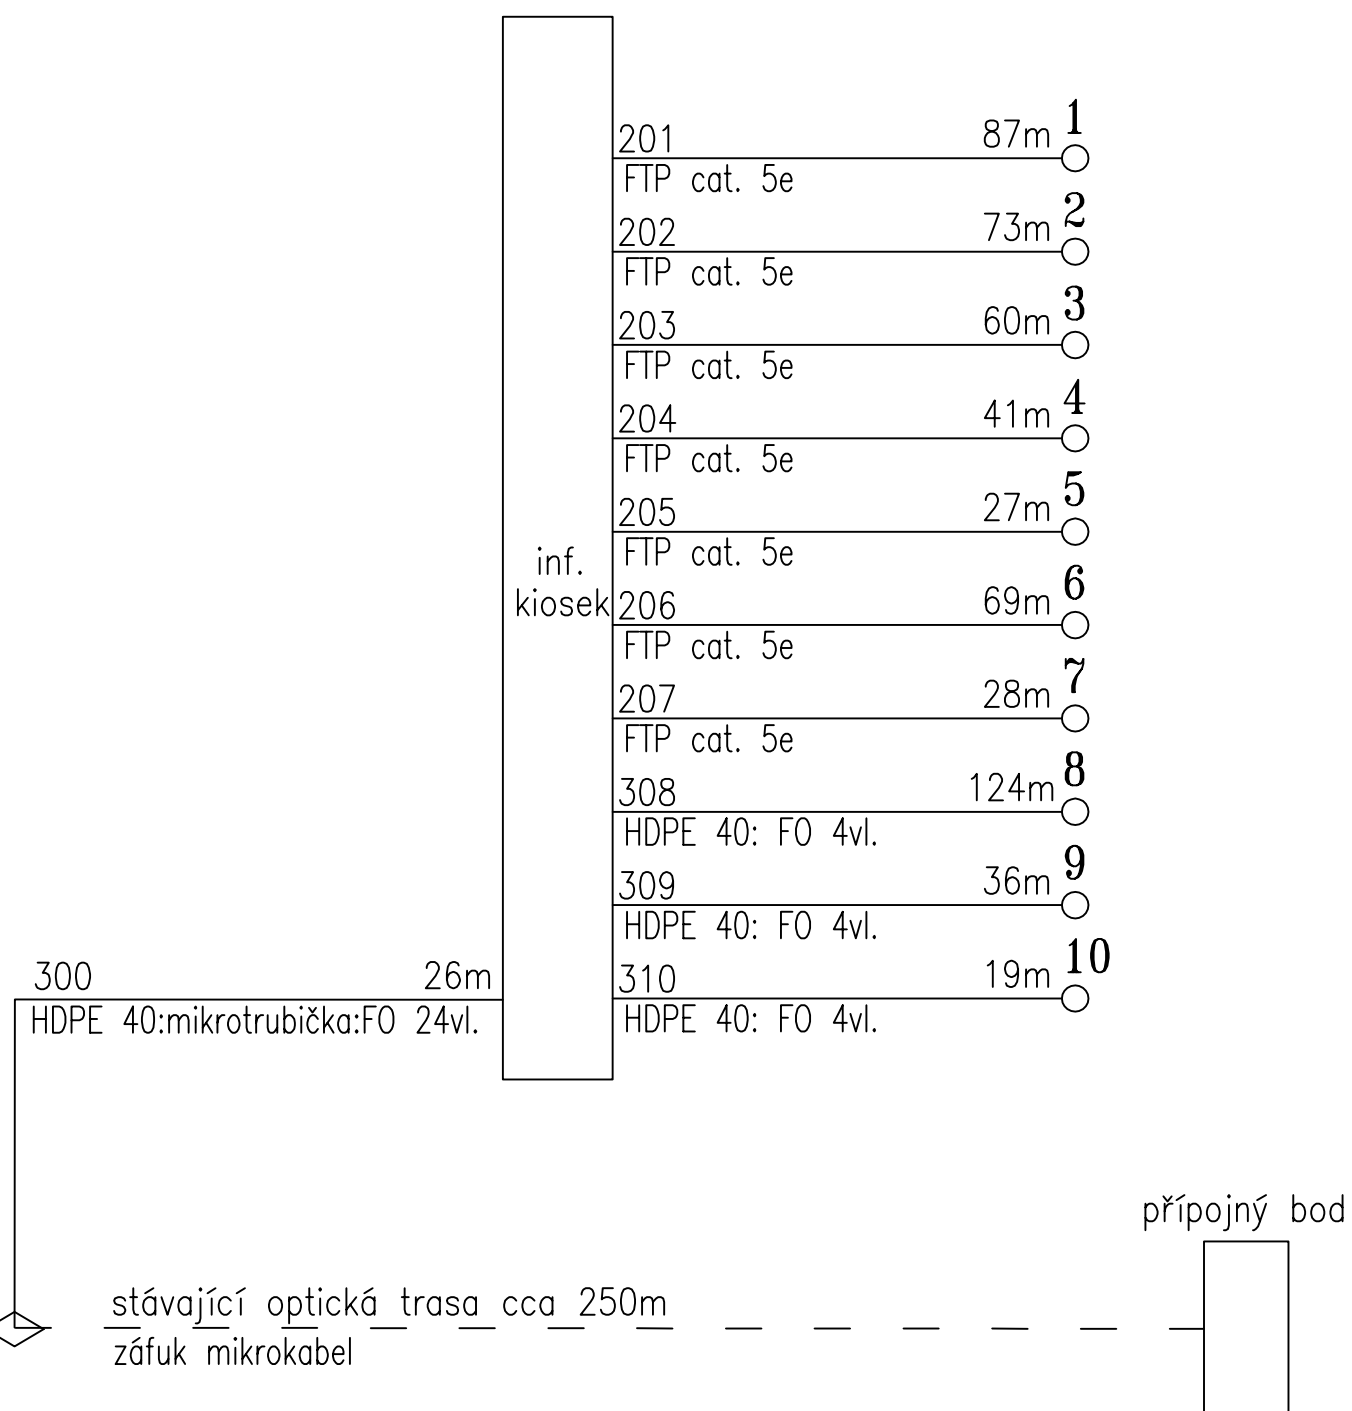 201 87m 1
FTP cat. 5e
202 73m 2
FTP cat. 5e
203 60m 3
FTP cat. 5e
204 41m 4
FTP cat. 5e
205 27m 5
FTP cat. 5e
inf.
kiosek
206 69m 6
FTP cat. 5e
207 28m 7
FTP cat. 5e
308 124m 8
HDPE 40: FO 4vl.
309 36m 9
HDPE 40: FO 4vl.
310 19m 10
HDPE 40: FO 4vl.
300 26m
HDPE 40:mikrotrubička:FO 24vl.
přípojný bod
stávající optická trasa cca 250m
záfuk mikrokabel